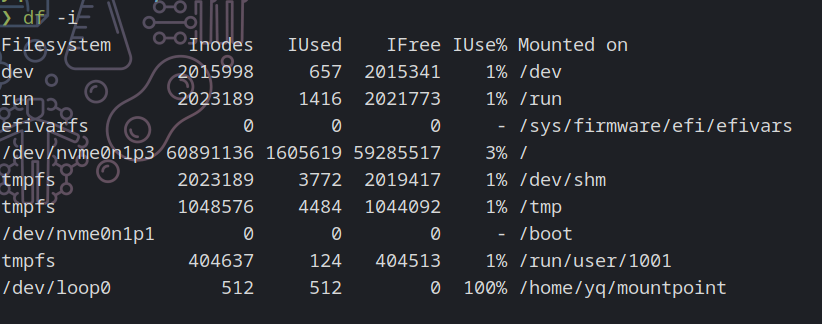 ❯ df -i
Filesystem Inodes IUsed IFree IUse% Mounted on
dev 2015998 657 2015341 1% /dev
run 2023189 1416 2021773 1% /run
efivarfs 0 0 0 - /sys/firmware/efi/efivars
/dev/nvme0n1p3 60891136 1605619 59285517 3% /
tmpfs 2023189 3772 2019417 1% /dev/shm
tmpfs 1048576 4484 1044092 1% /tmp
/dev/nvme0n1p1 0 0 0 - /boot
tmpfs 404637 124 404513 1% /run/user/1001
/dev/loop0 512 512 0 100% /home/yq/mountpoint